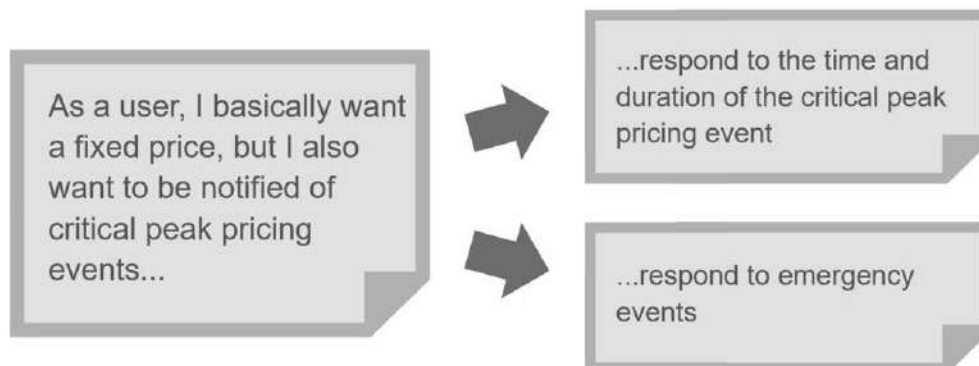 As a user, I basically want
a fixed price, but I also
want to be notified of
critical peak pricing
events...
...respond to the time and
duration of the critical peak
pricing event
...respond to emergency
events